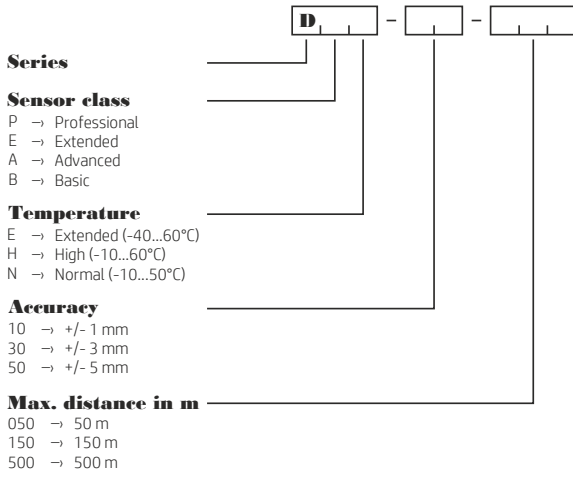 D - -
Series
Sensor class
P → Professional
E → Extended
A → Advanced
B → Basic
Temperature
E → Extended (-40...60°C)
H → High (-10...60°C)
N → Normal (-10...50°C)
Accuracy
10 → +/- 1 mm
30 → +/- 3 mm
50 → +/- 5 mm
Max. distance in m
050 → 50 m
150 → 150 m
500 → 500 m